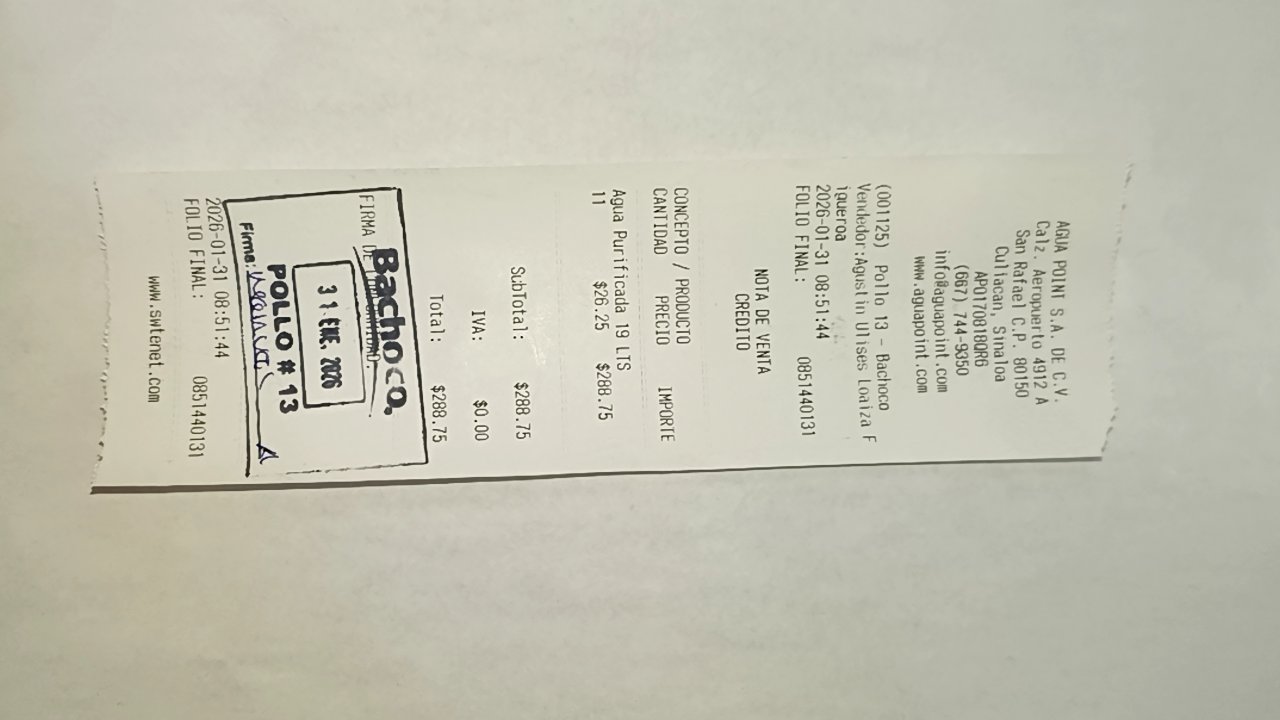 AGUA POINT S.A. DE C.V.
Calz. Aeropuerto 4912 A
San Rafael C.P. 80150
Culiacan, Sinaloa
APO170818QR6
(667) 744-9350
info@aguapoint.com
www.aguapoint.com
(001125) Pollo 13 - Bachoco
Vendedor:Agustin Ulises Loaiza F
igueroa
2026-01-31 08:51:44
FOLIO FINAL: 0851440131
NOTA DE VENTA
CREDITO
CONCEPTO / PRODUCTO
CANTIDAD PRECIO IMPORTE
Agua Purificada 19 LTS
11 $26.25 $288.75
SubTotal: $288.75
IVA: $0.00
Total: $288.75
FIRMA DE
Bachoco
31 ENE. 2026
POLLO # 13
Firma:
2026-01-31 08:51:44
FOLIO FINAL: 0851440131
www.swtenet.com